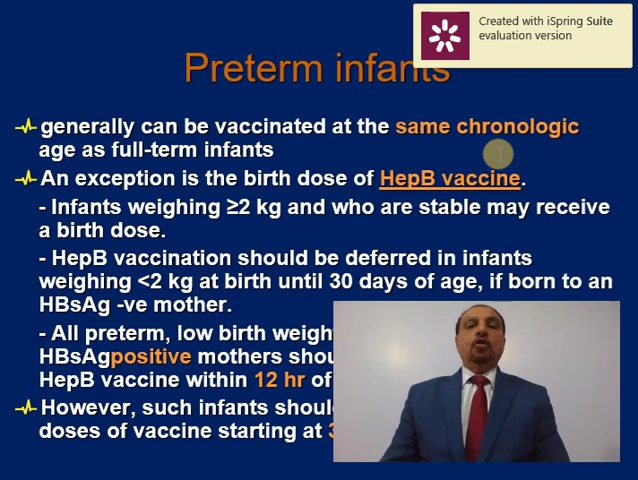 Created with iSpring Suite
evaluation version
Preterm infants
generally can be vaccinated at the same chronologic
age as full-term infants
An exception is the birth dose of HepB vaccine.
- Infants weighing ≥2 kg and who are stable may receive
a birth dose.
- HepB vaccination should be deferred in infants
weighing <2 kg at birth until 30 days of age, if born to an
HBsAg -ve mother.
- All preterm, low birth
HBsAgpositive mothers
HepB vaccine within 12 hr of
However, such infants
doses of vaccine starting at